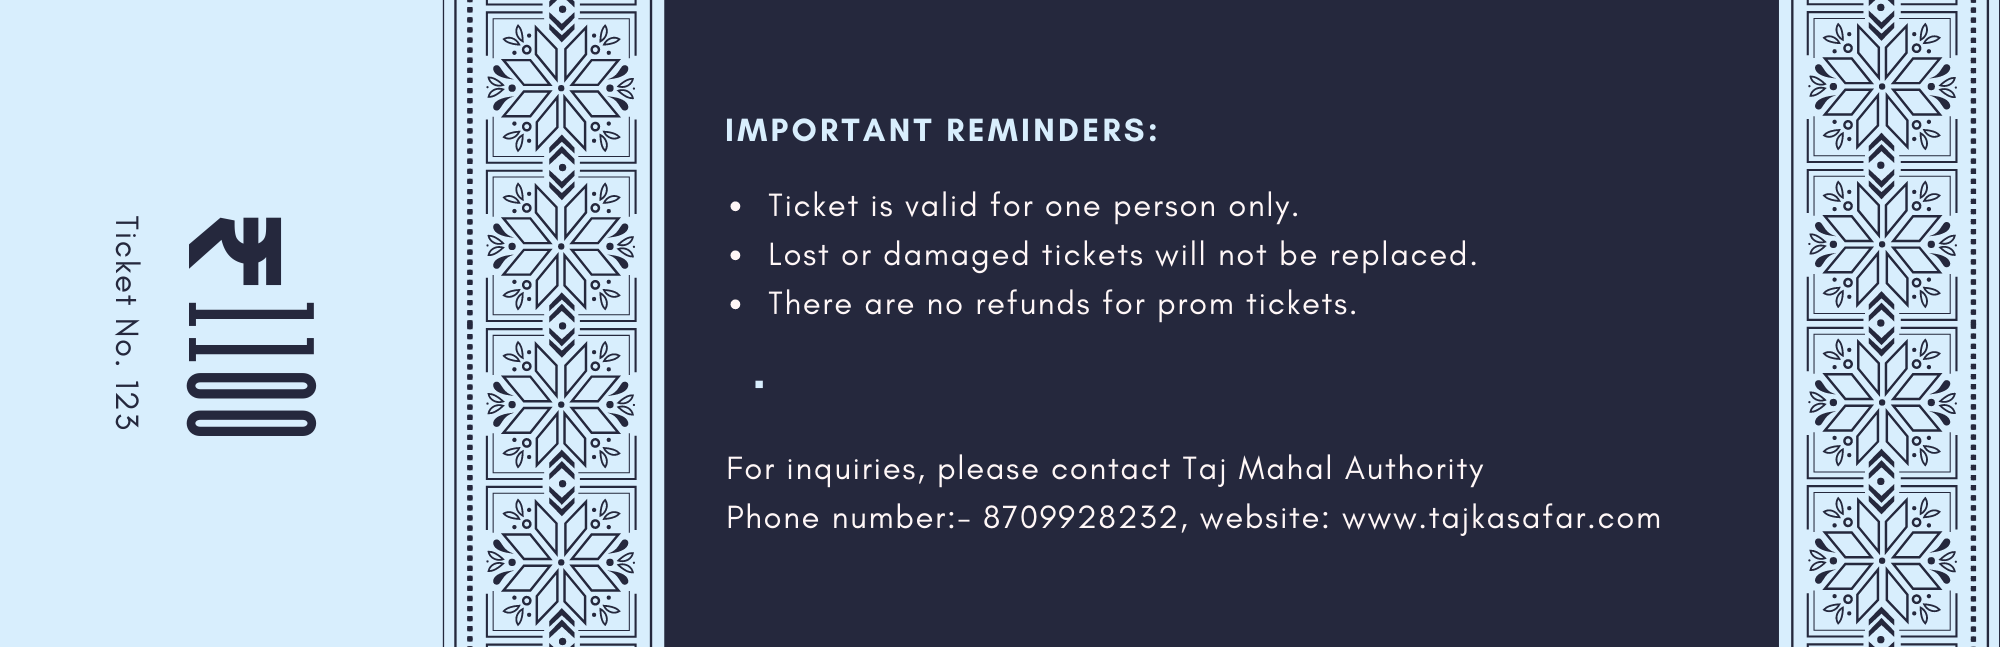 ₹1100
Ticket No. 123
IMPORTANT REMINDERS:
• Ticket is valid for one person only.
• Lost or damaged tickets will not be replaced.
• There are no refunds for prom tickets.
.
For inquiries, please contact Taj Mahal Authority
Phone number:- 8709928232, website: www.tajkasafar.com